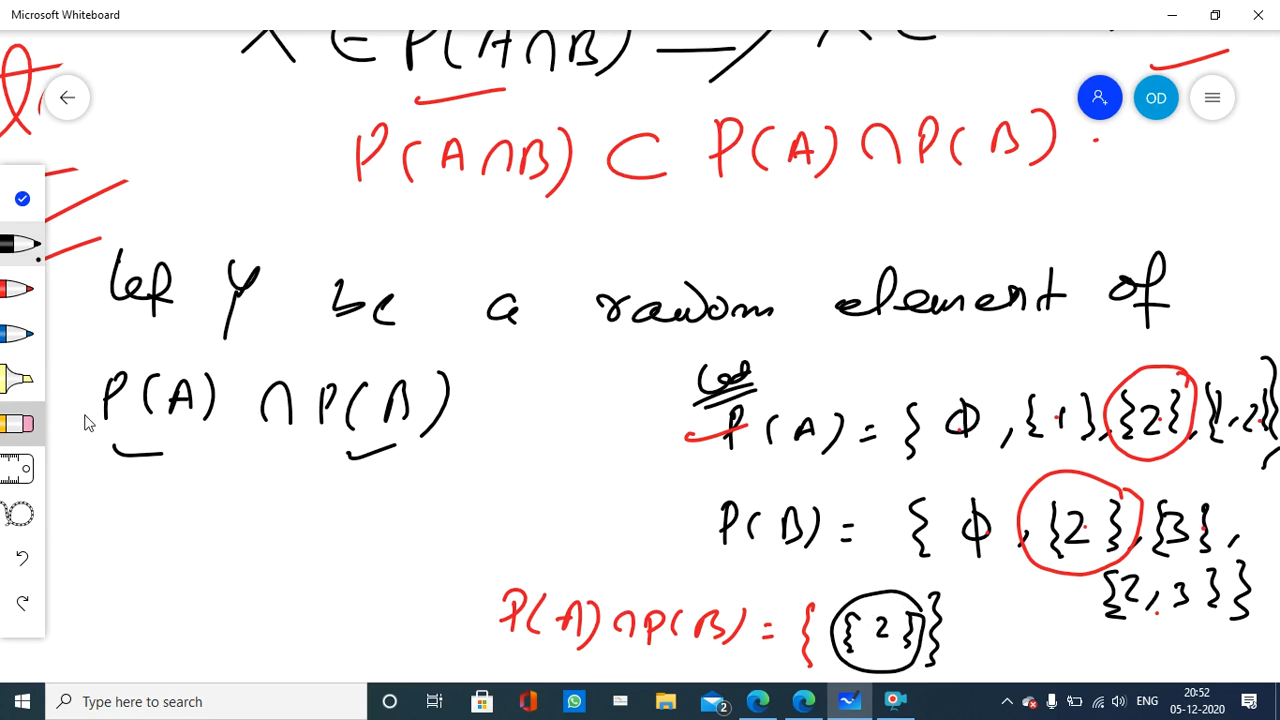 Microsoft Whiteboard
∈ P(A∩B) →
OD
P(A∩B) ⊂ P(A) ∩ P(B).
Let Y be a random element of
P(A) ∩ P(B)
P(A) = { ϕ , {1}, {2}, {1,2}}
P(B) = { ϕ , {2}, {3},
{2,3}}
P(A)∩P(B) = { {2} }
Type here to search
2
ENG
20:52
05-12-2020